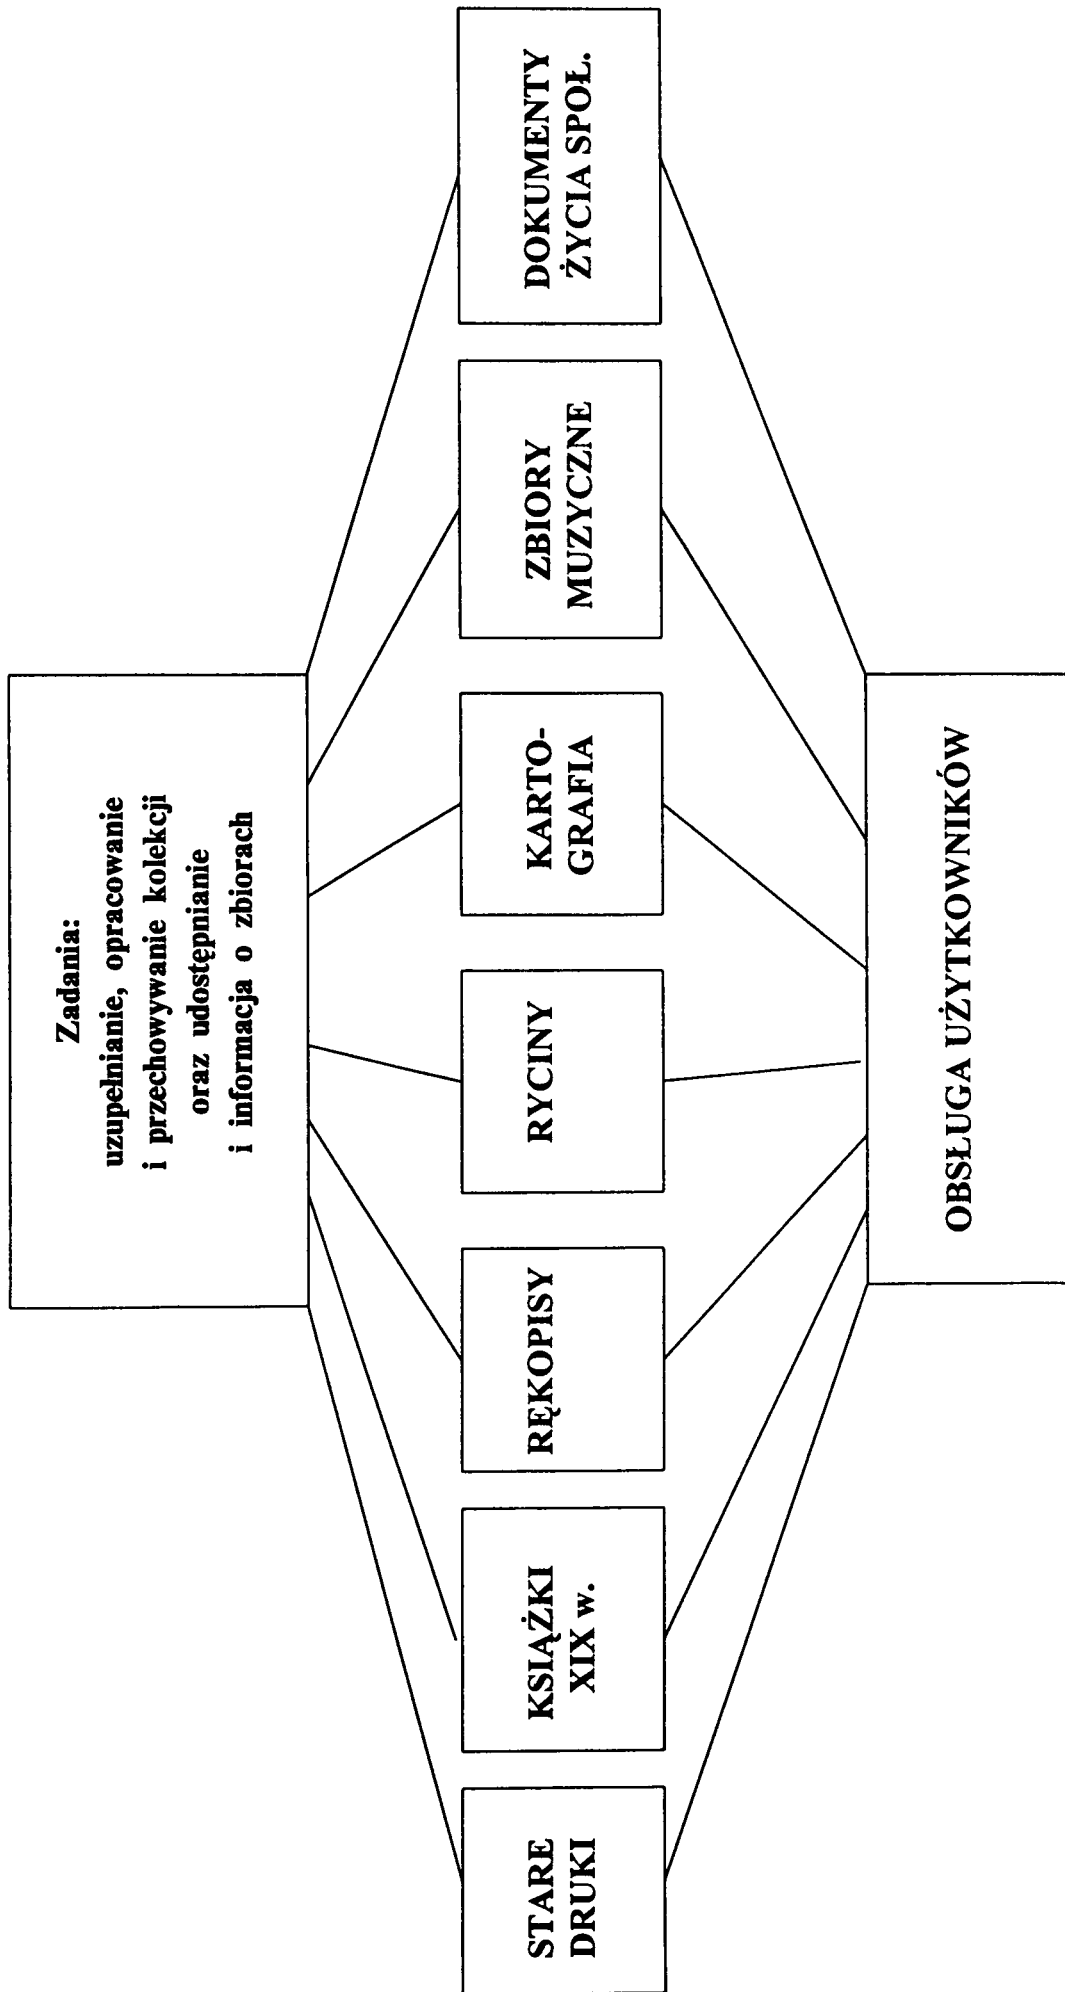 Zadania:
uzupełnianie, opracowanie
i przechowywanie kolekcji
oraz udostępnianie
i informacja o zbiorach
STARE
DRUKI
KSIĄŻKI
XIX w.
RĘKOPISY
RYCINY
KARTO-
GRAFIA
ZBIORY
MUZYCZNE
DOKUMENTY
ŻYCIA SPOŁ.
OBSŁUGA UŻYTKOWNIKÓW